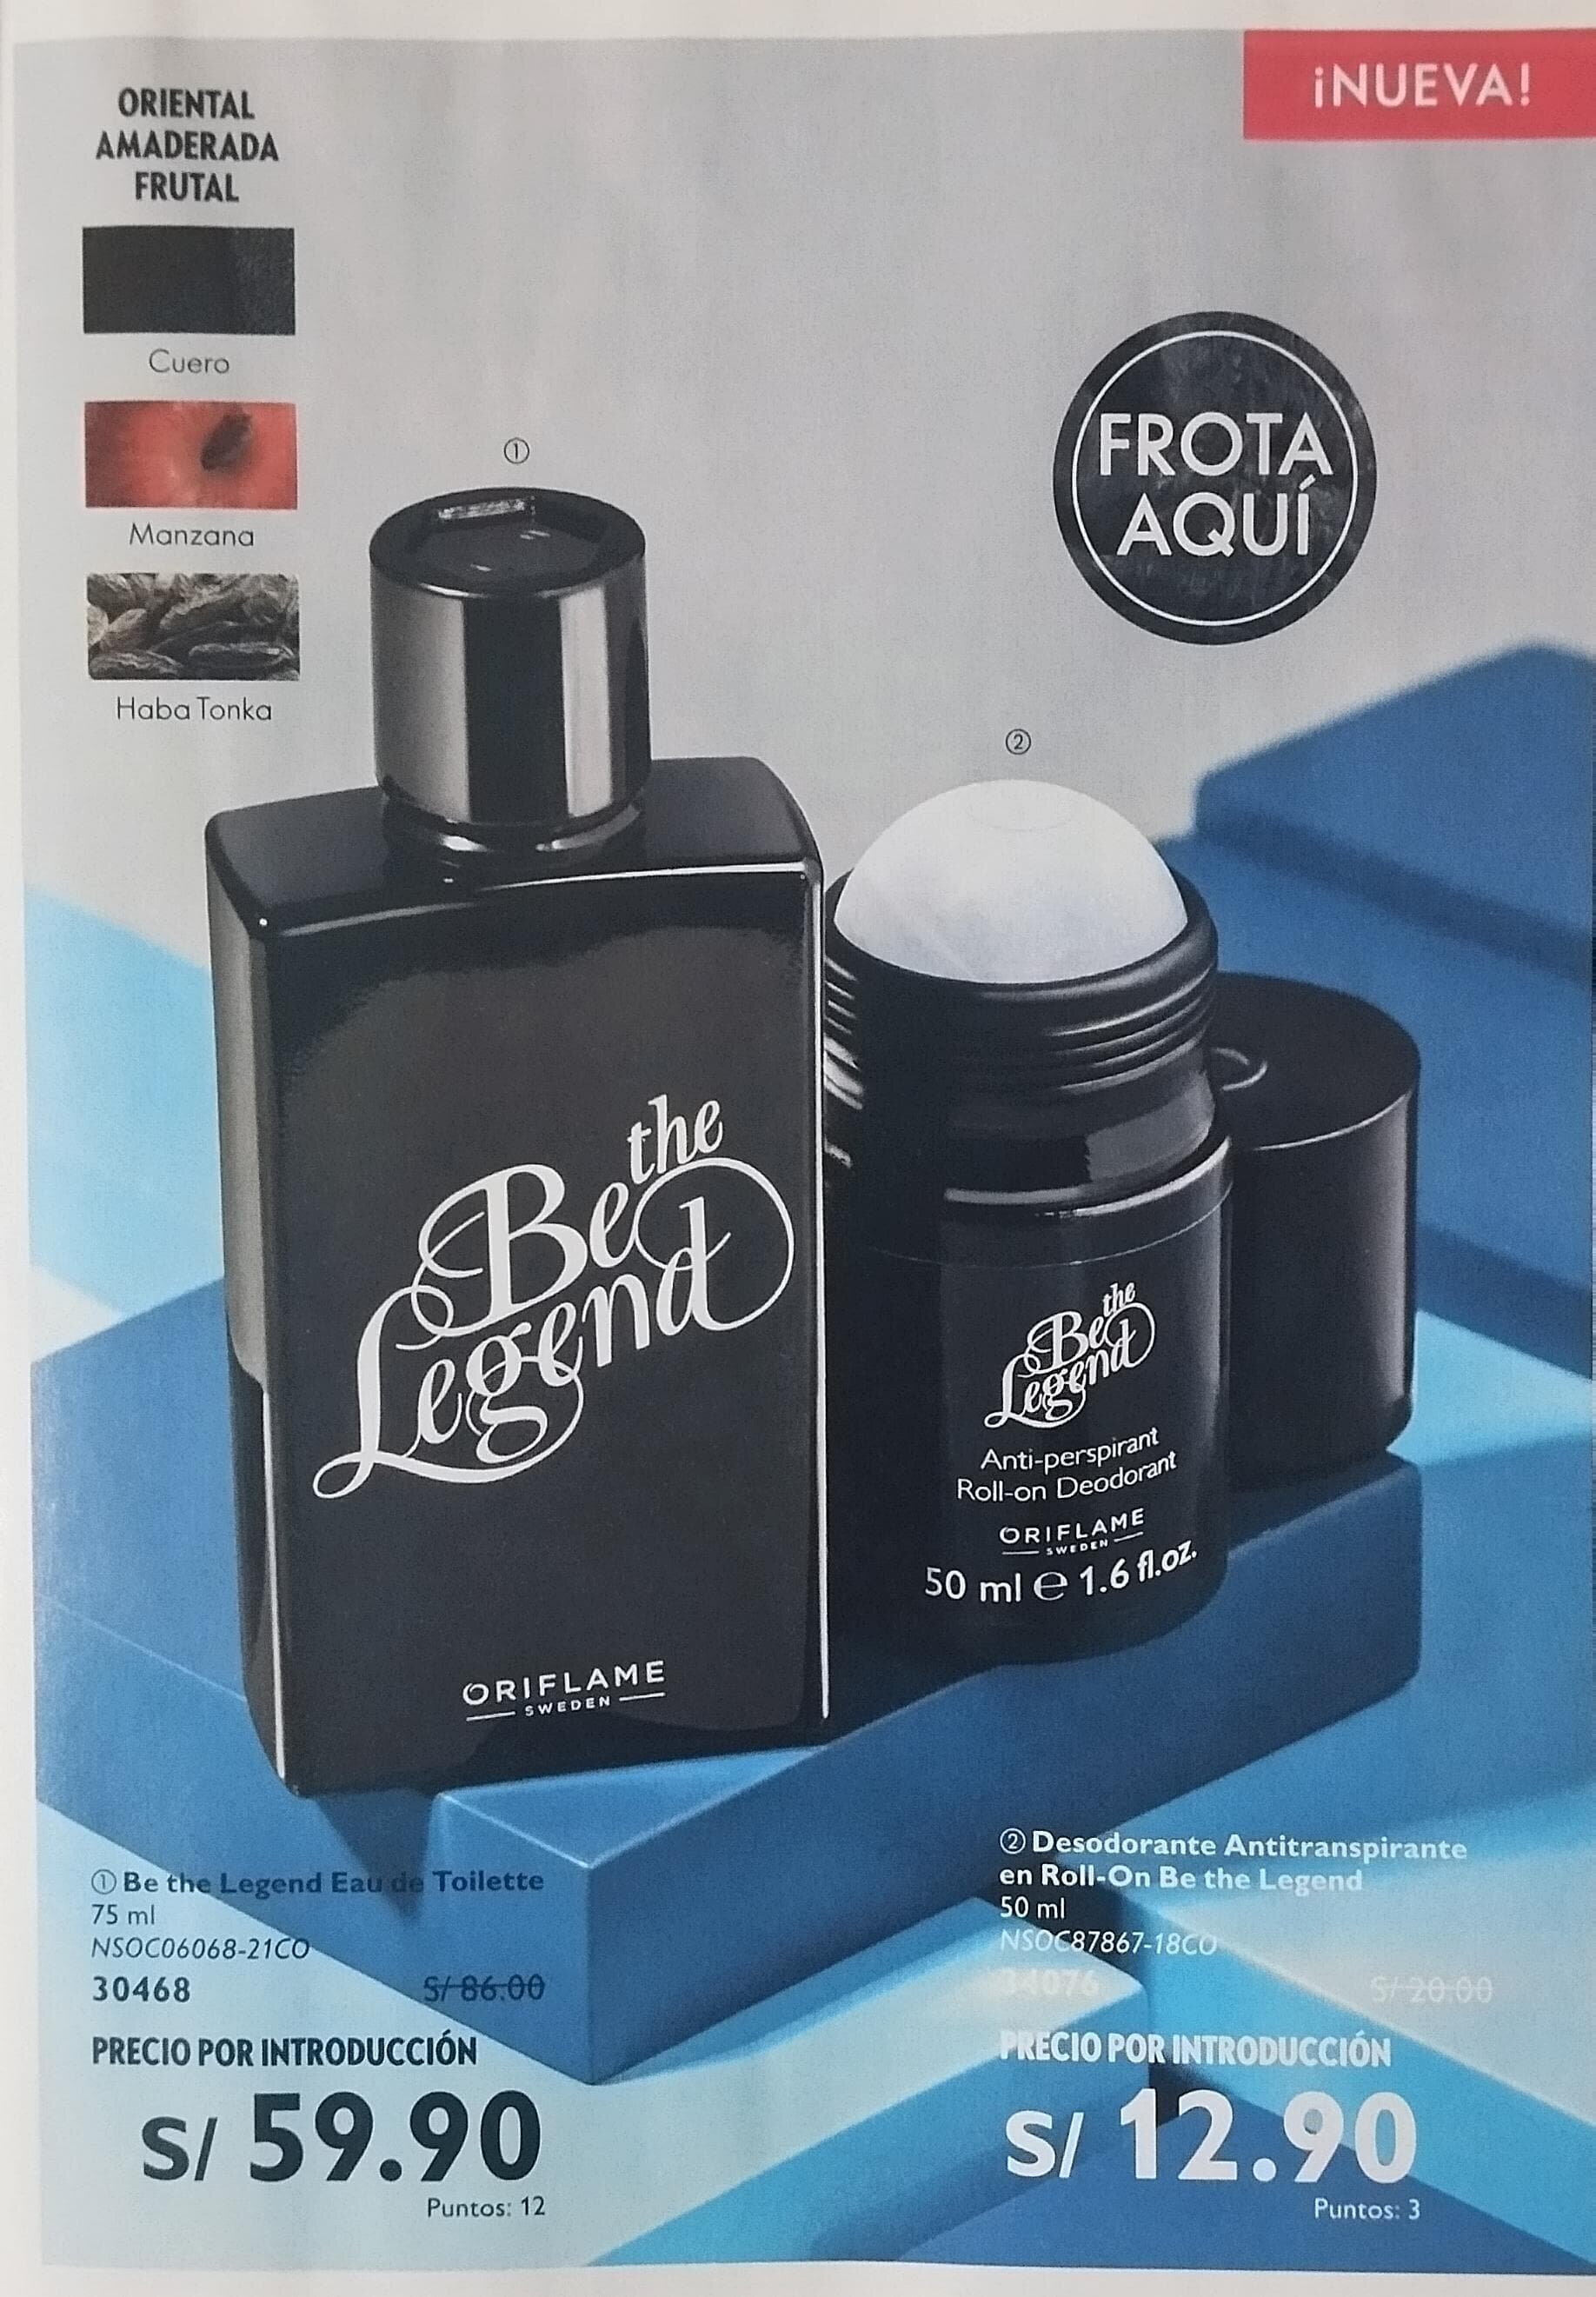 ¡NUEVA!
ORIENTAL
AMADERADA
FRUTAL
Cuero
Manzana
Haba Tonka
FROTA
AQUÍ
①
②
Be the
Legend
ORIFLAME
SWEDEN
Be the
Legend
Anti-perspirant
Roll-on Deodorant
ORIFLAME
SWEDEN
50 ml ℮ 1.6 fl.oz.
① Be the Legend Eau de Toilette
75 ml
NSOC06068-21CO
30468 S/ 86.00
PRECIO POR INTRODUCCIÓN
S/ 59.90
Puntos: 12
② Desodorante Antitranspirante
en Roll-On Be the Legend
50 ml
NSOC87867-18CO
34076 S/ 20.00
PRECIO POR INTRODUCCIÓN
S/ 12.90
Puntos: 3